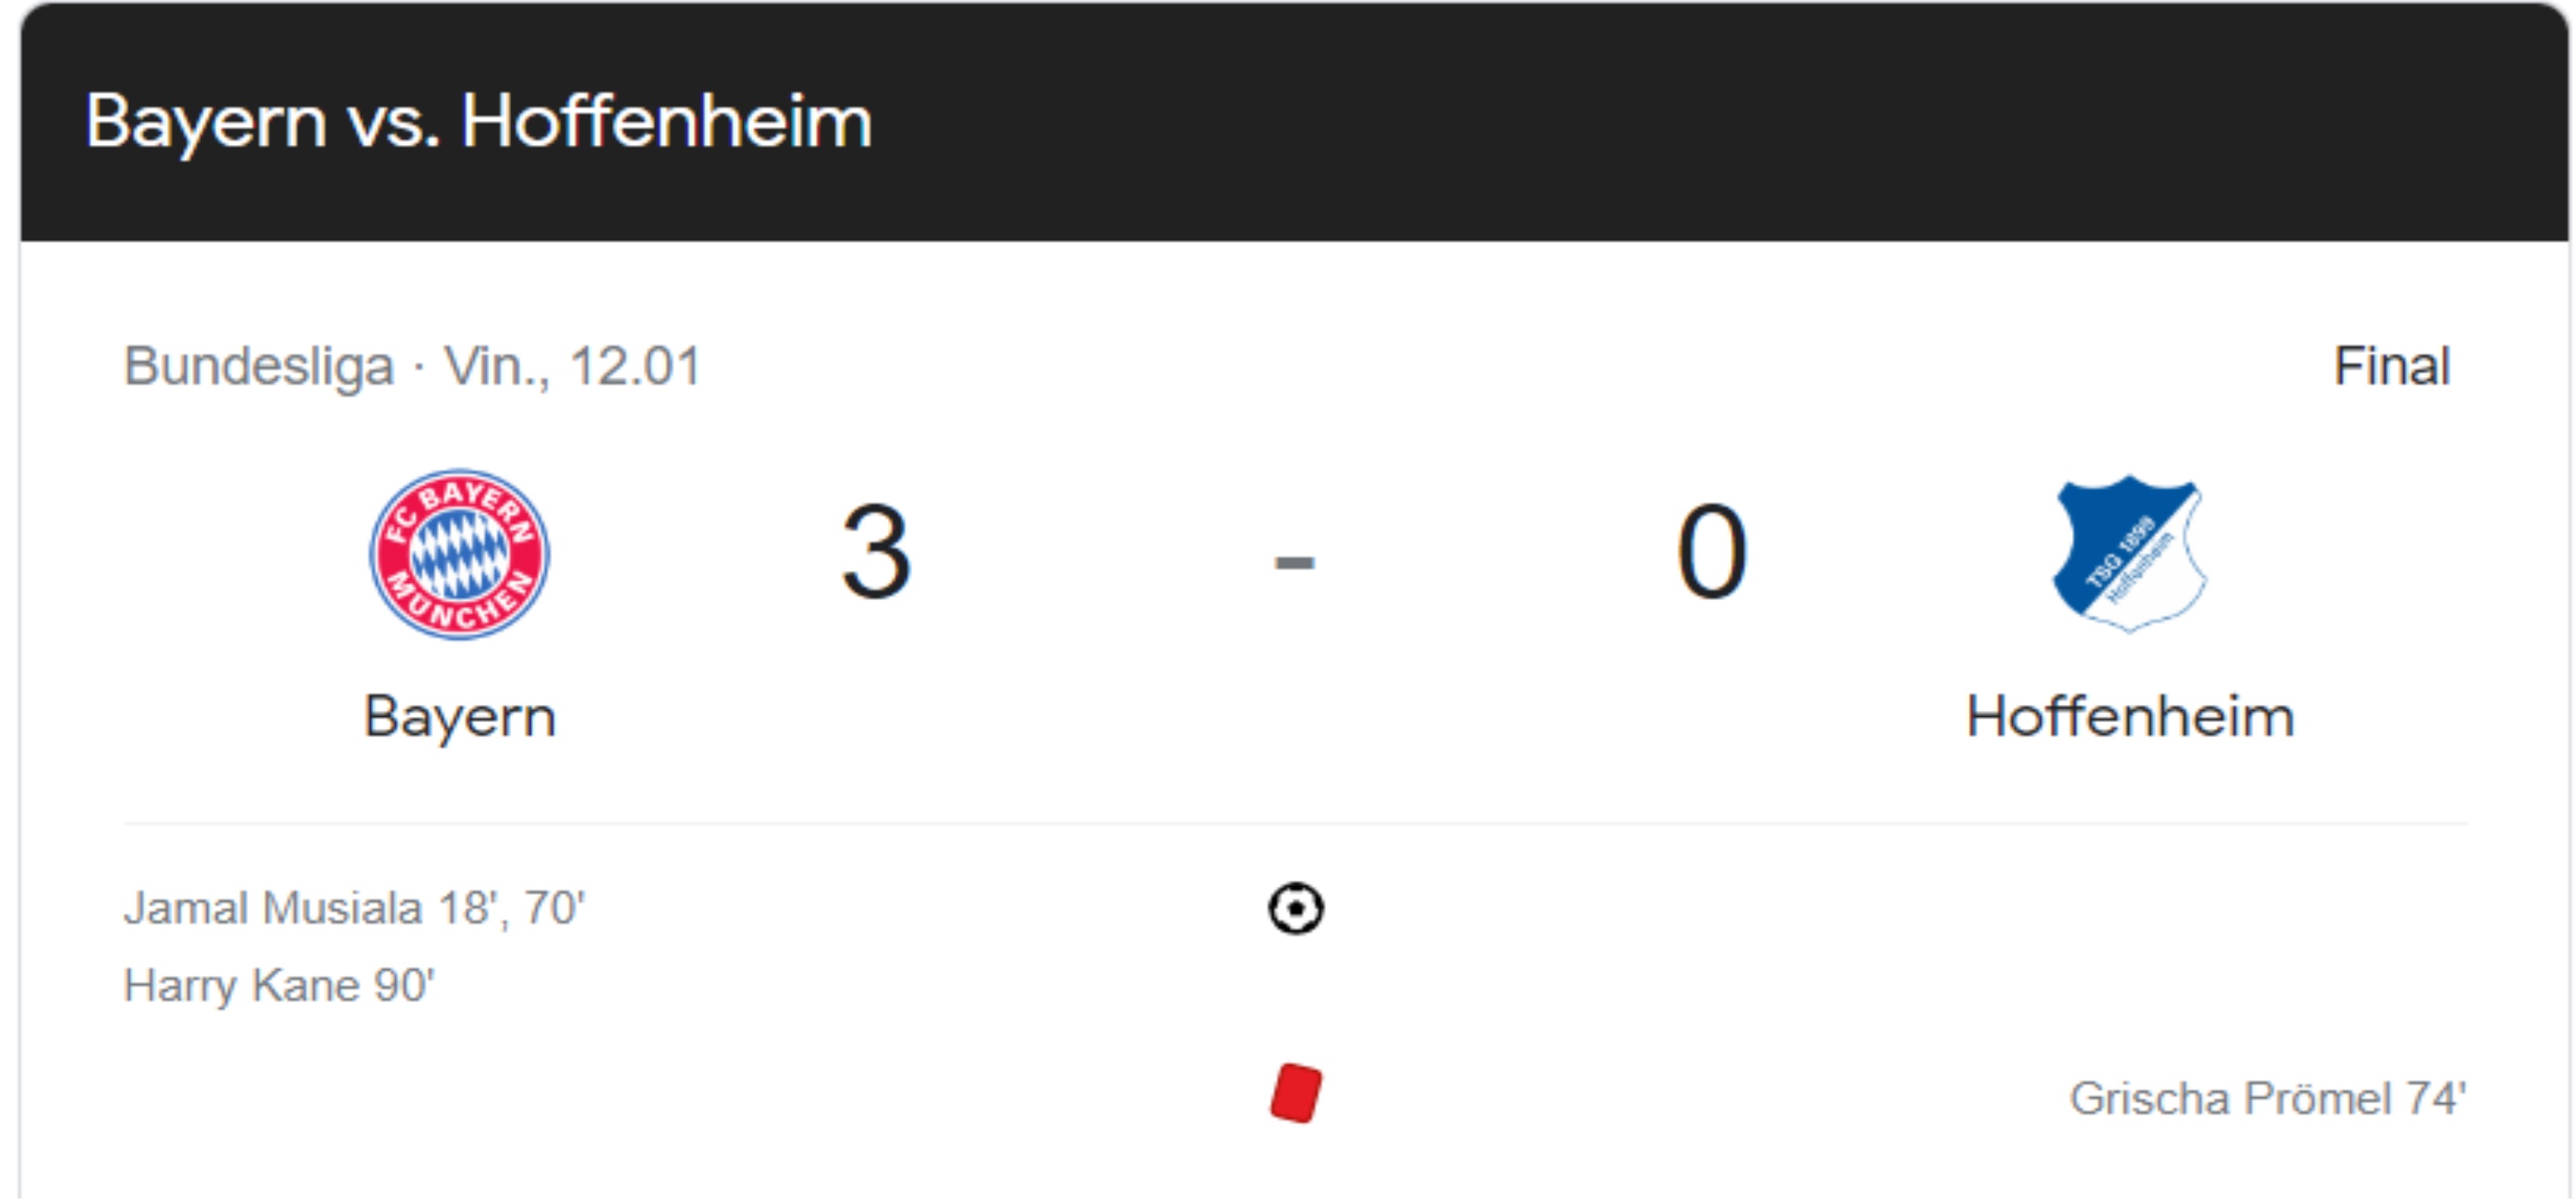 Bayern vs. Hoffenheim
Bundesliga · Vin., 12.01
Final
FC BAYERN MÜNCHEN
3 - 0
TSG 1899
Hoffenheim
Bayern
Hoffenheim
Jamal Musiala 18', 70'
Harry Kane 90'
Grischa Prömel 74'